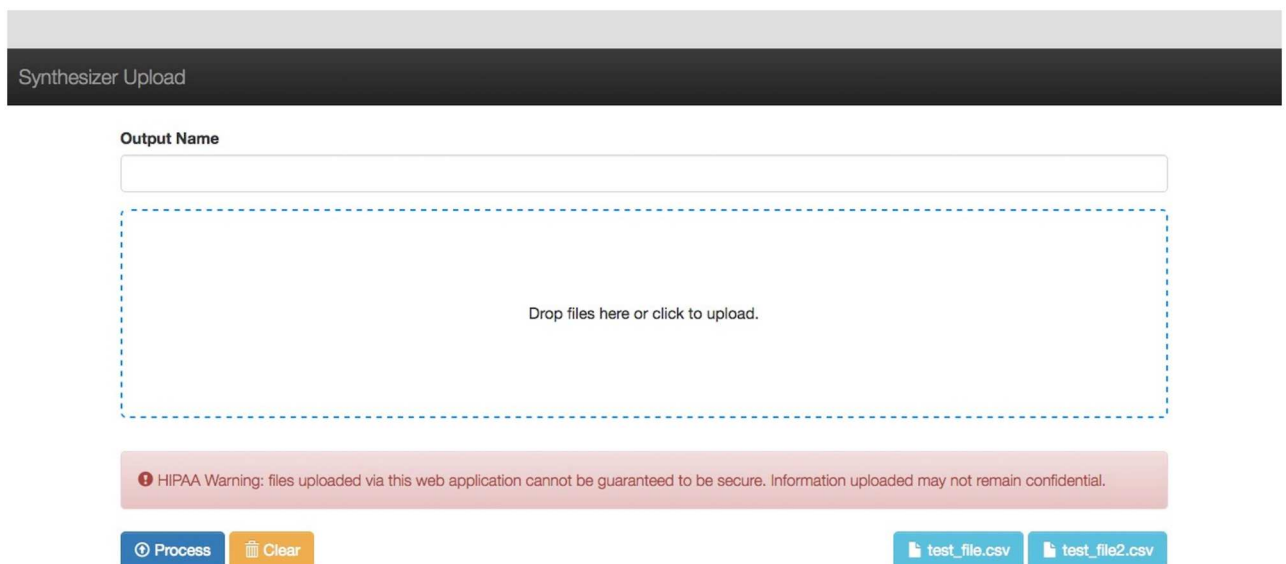 Synthesizer Upload
Output Name
Drop files here or click to upload.
HIPAA Warning: files uploaded via this web application cannot be guaranteed to be secure. Information uploaded may not remain confidential.
Process Clear test_file.csv test_file2.csv